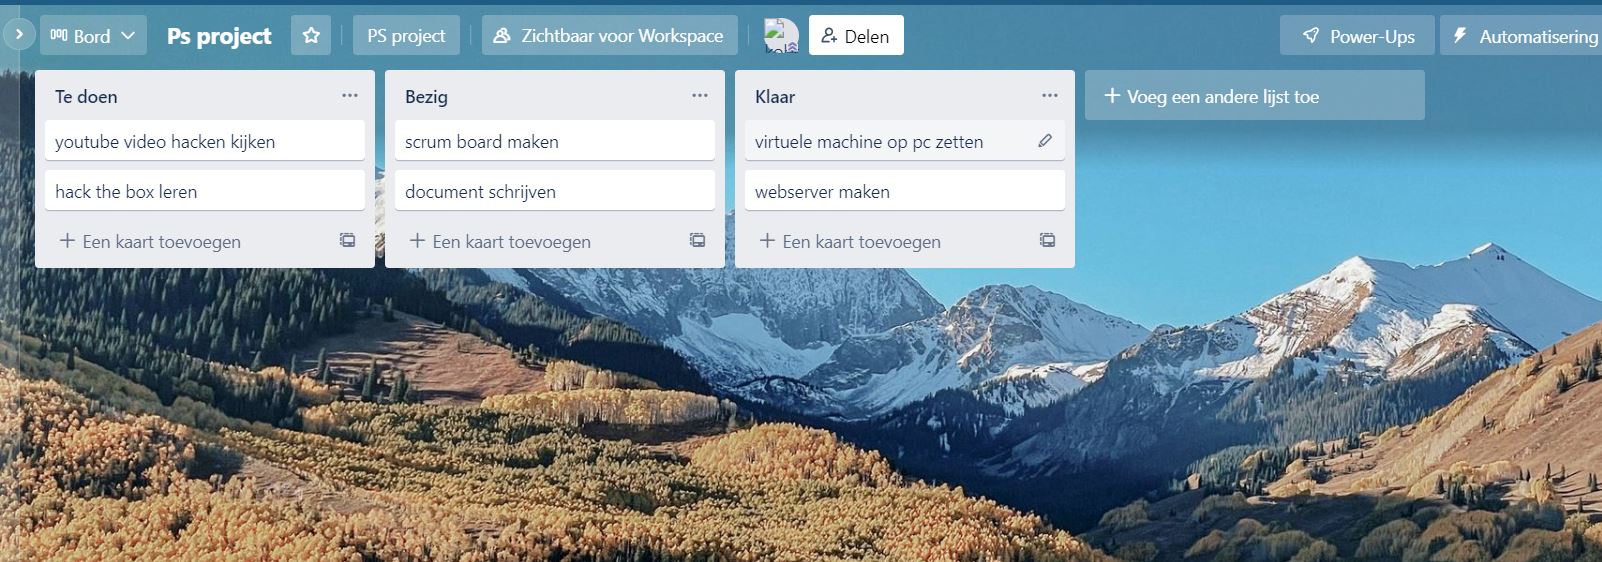 Bord
Ps project
PS project
Zichtbaar voor Workspace
Delen
Power-Ups
Automatisering
Te doen
youtube video hacken kijken
hack the box leren
Een kaart toevoegen
Bezig
scrum board maken
document schrijven
Een kaart toevoegen
Klaar
virtuele machine op pc zetten
webserver maken
Een kaart toevoegen
Voeg een andere lijst toe